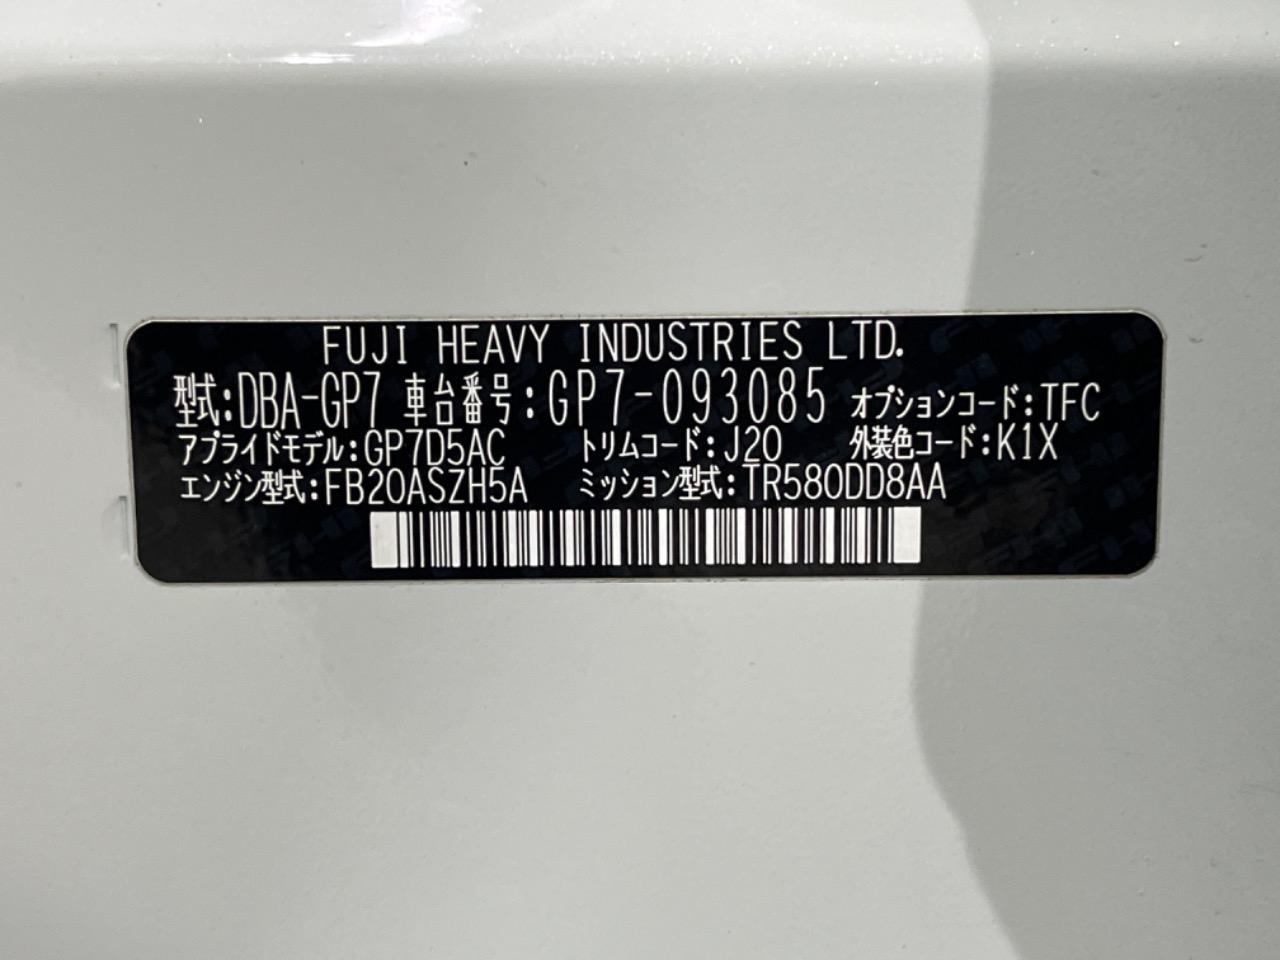 FUJI HEAVY INDUSTRIES LTD.
型式:DBA-GP7 車台番号:GP7-093085 オプションコード:TFC
アプライドモデル:GP7D5AC トリムコード:J20 外装色コード:K1X
エンジン型式:FB20ASZH5A ミッション型式:TR580DD8AA